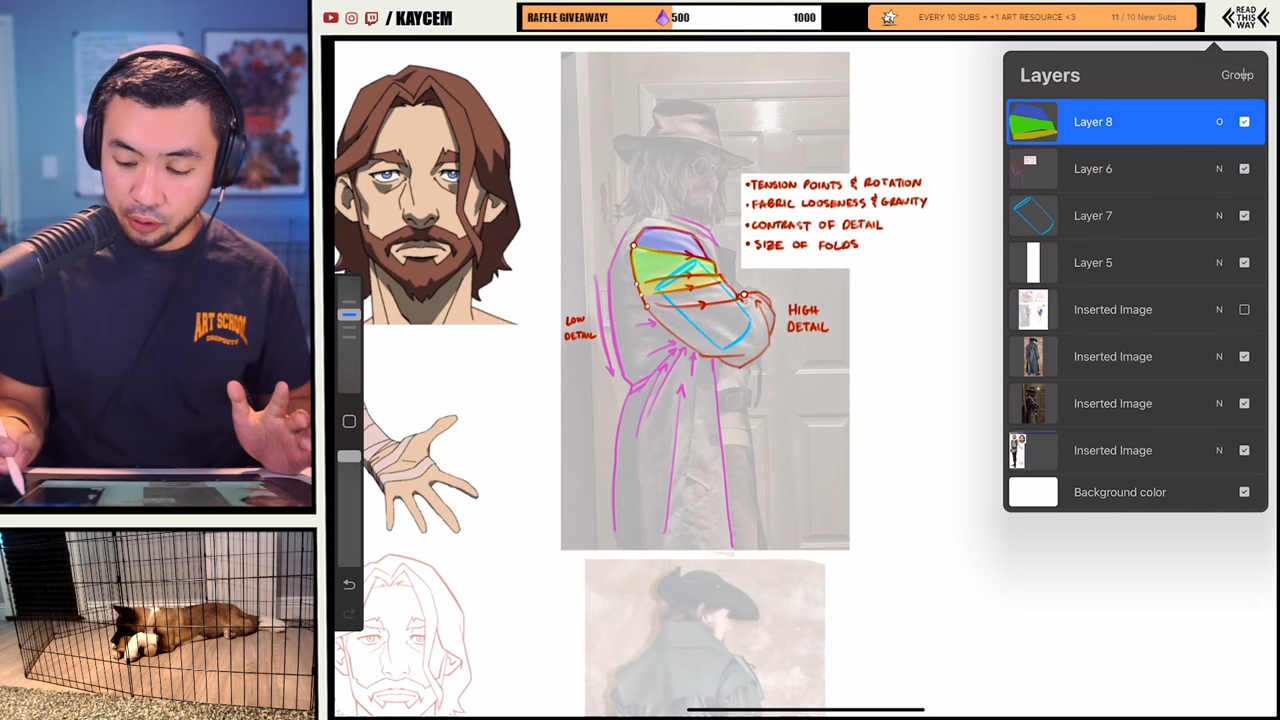 / KAYCEM
RAFFLE GIVEAWAY!
500
1000
EVERY 10 SUBS = +1 ART RESOURCE <3
11 / 10 New Subs
READ
THIS
WAY
Layers
Group
Layer 8
O
Layer 6
N
Layer 7
N
Layer 5
N
Inserted Image
N
Inserted Image
N
Inserted Image
N
Inserted Image
N
Background color
• TENSION POINTS & ROTATION
• FABRIC LOOSENESS & GRAVITY
• CONTRAST OF DETAIL
• SIZE OF FOLDS
LOW
DETAIL
HIGH
DETAIL
ART SCHOOL
DROPOUTS